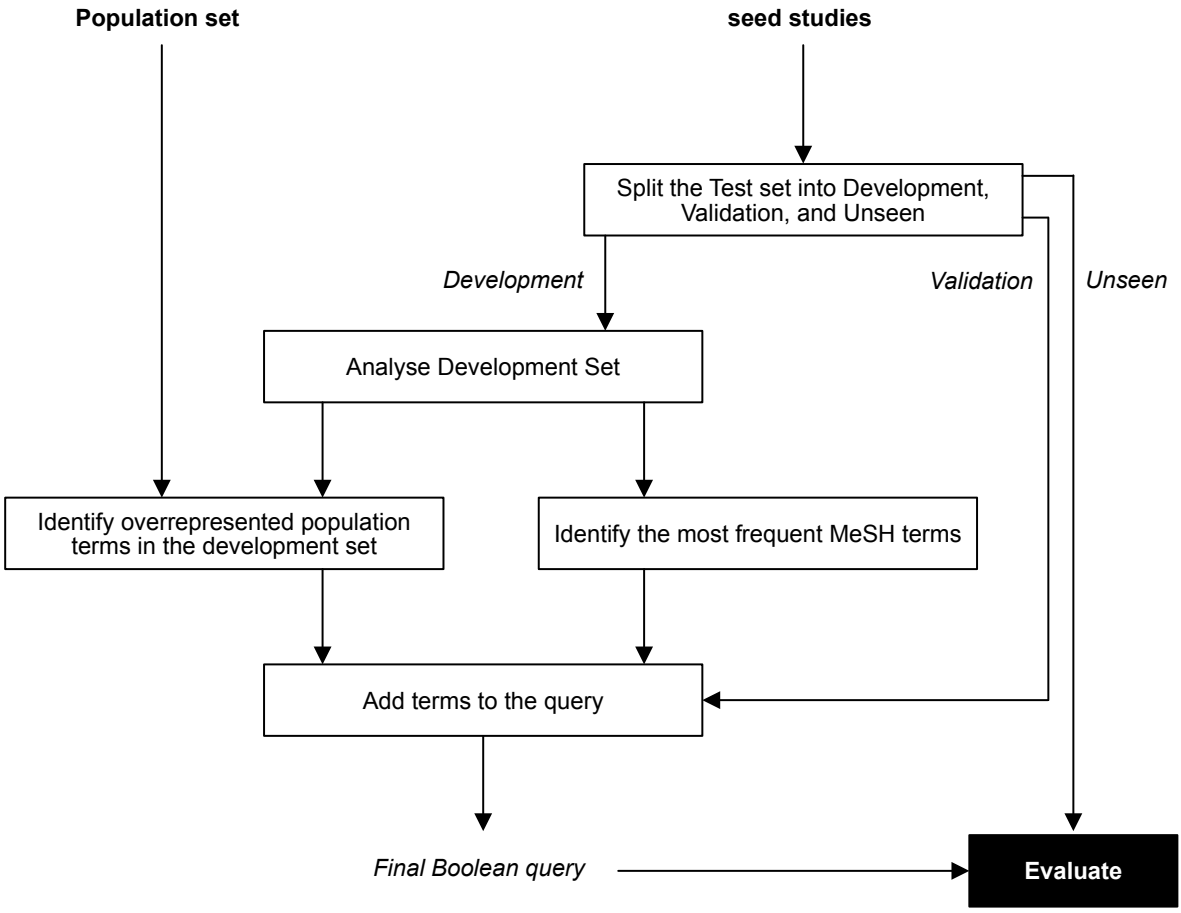 Population set
seed studies
Split the Test set into Development,
Validation, and Unseen
Development
Validation
Unseen
Analyse Development Set
Identify overrepresented population
terms in the development set
Identify the most frequent MeSH terms
Add terms to the query
Final Boolean query
Evaluate